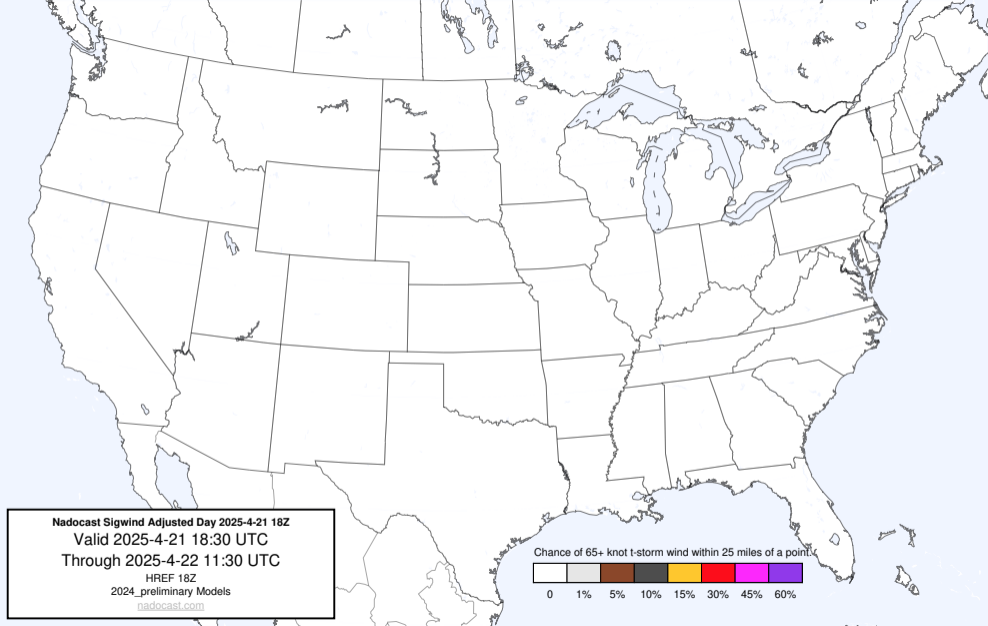 Nadocast Sigwind Adjusted Day 2025-4-21 18Z
Valid 2025-4-21 18:30 UTC
Through 2025-4-22 11:30 UTC
HREF 18Z
2024_preliminary Models
nadocast.com
Chance of 65+ knot t-storm wind within 25 miles of a point.
0 1% 5% 10% 15% 30% 45% 60%